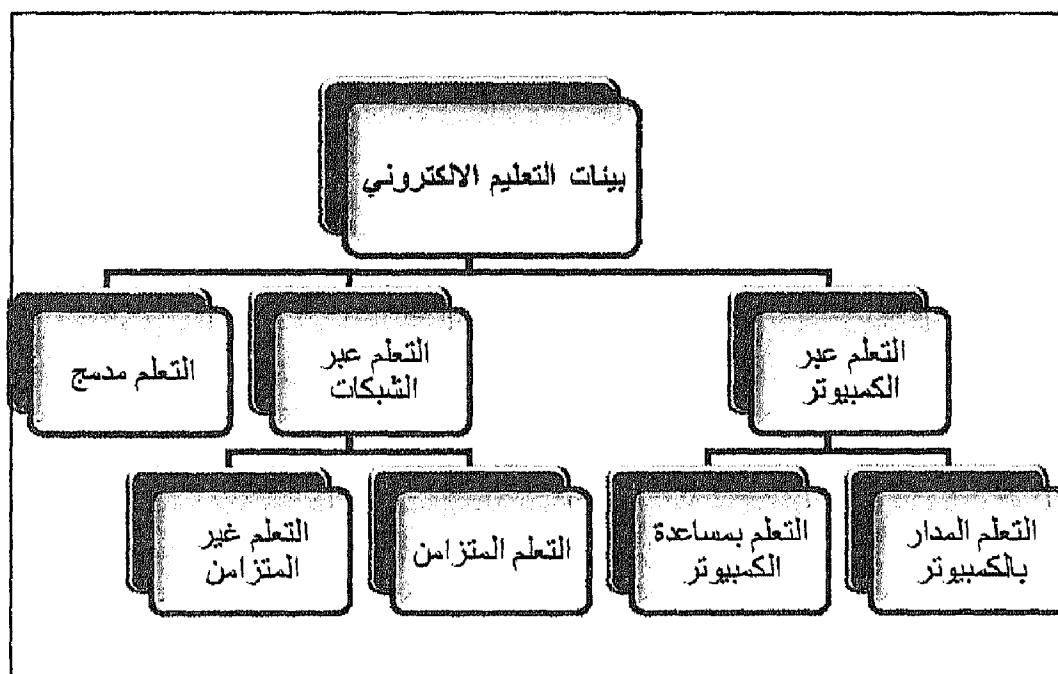 بيئات التعليم الالكتروني
التعلم عبر
الكمبيوتر
التعلم عبر
الشبكات
التعلم مدمج
التعلم المدار
بالكمبيوتر
التعلم بمساعدة
الكمبيوتر
التعلم المتزامن
التعلم غير
المتزامن